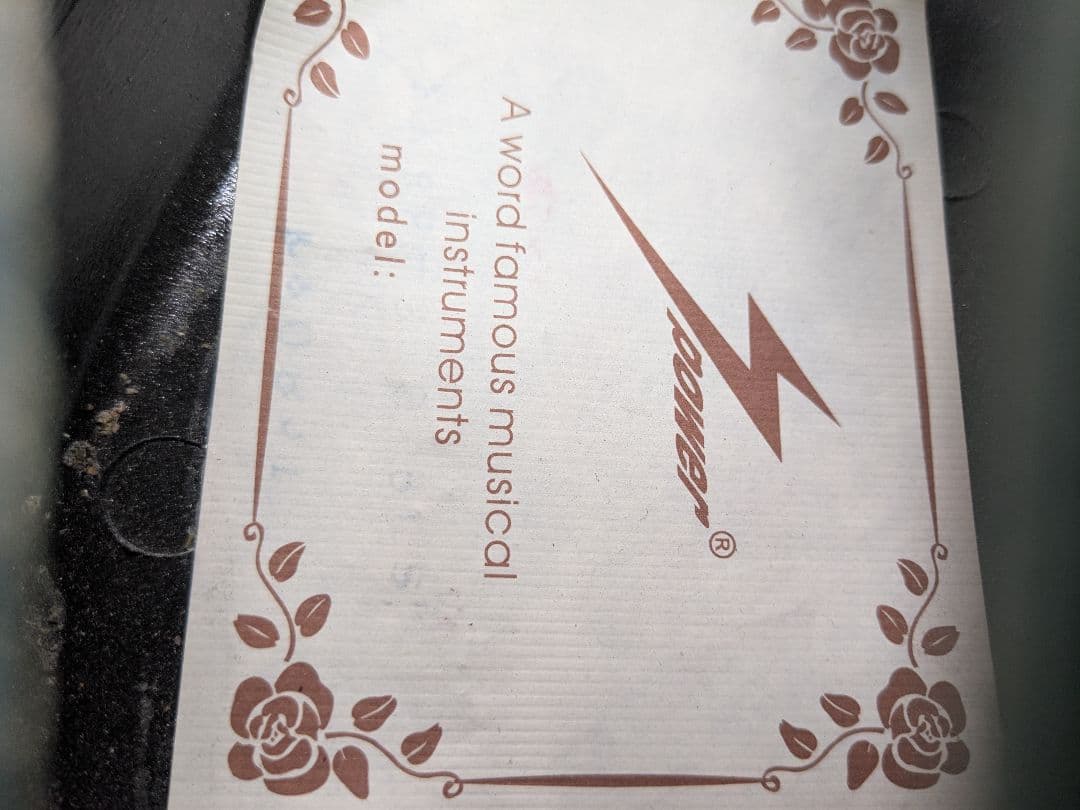 power®
A word famous musical
instruments
model: